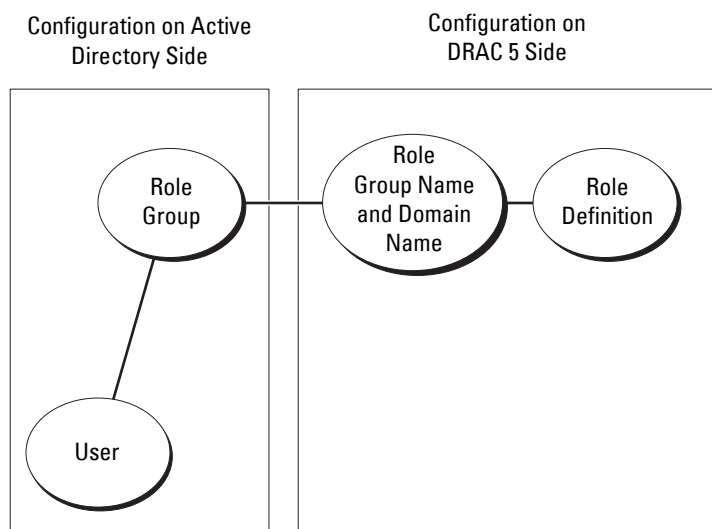 Configuration on Active
Directory Side
Configuration on
DRAC 5 Side
Role
Group
Role
Group Name
and Domain
Name
Role
Definition
User